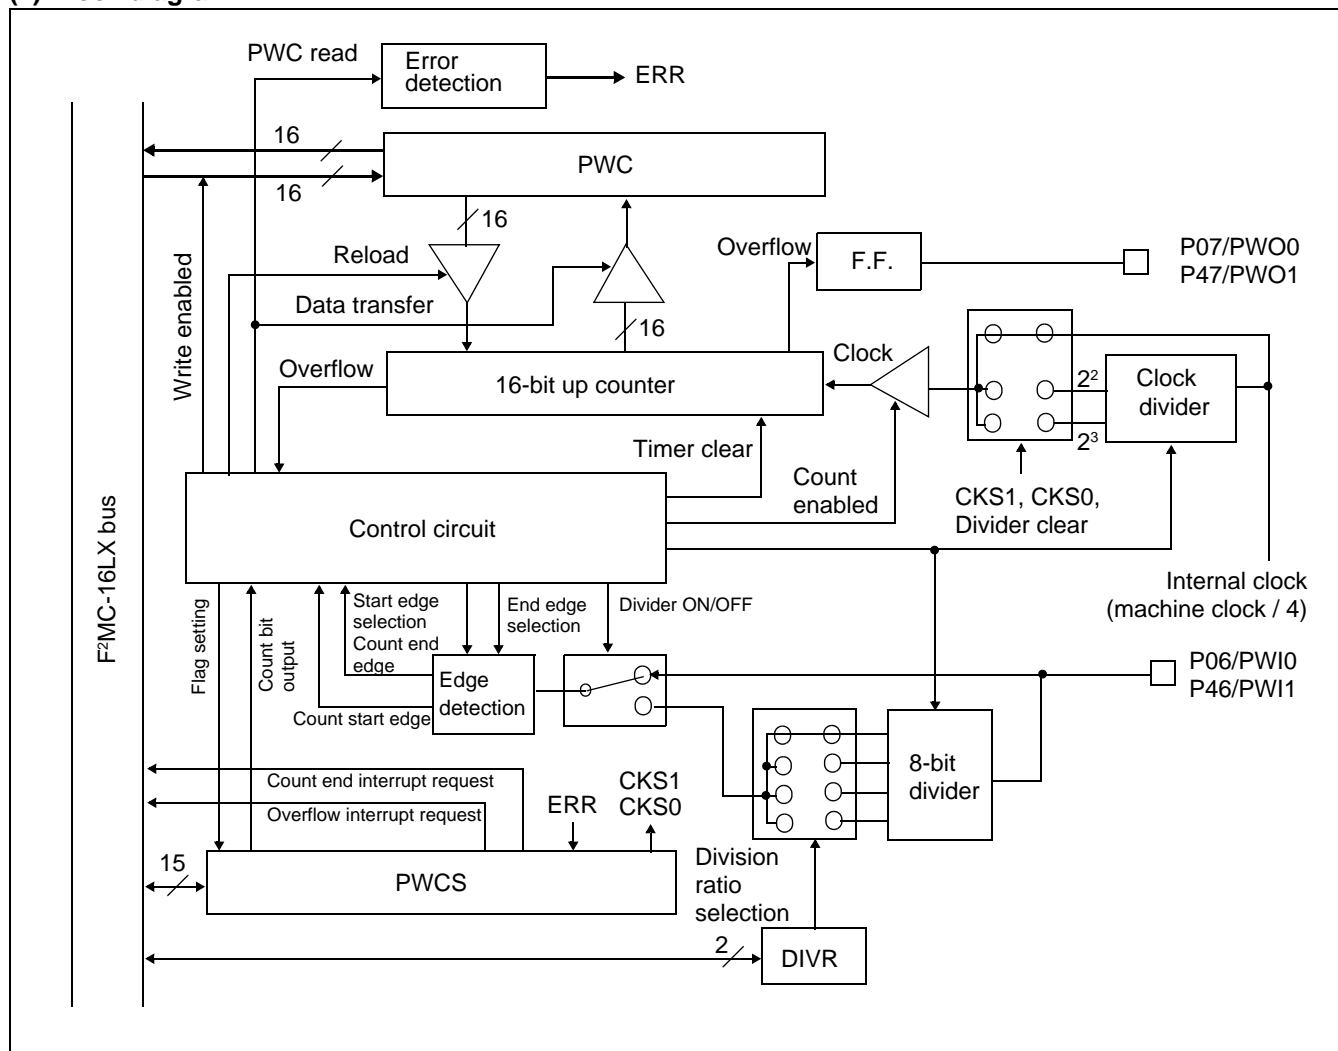 PWC read
Error
detection
ERR
16
PWC
16
16
Reload
Overflow
F.F.
P07/PWO0
P47/PWO1
Data transfer
16
Write enabled
Overflow
16-bit up counter
Clock
2²
Clock
divider
2³
Timer clear
Count
enabled
CKS1, CKS0,
Divider clear
Control circuit
F²MC-16LX bus
Internal clock
(machine clock / 4)
Flag setting
Count bit
output
Start edge
selection
Count end
edge
End edge
selection
Divider ON/OFF
P06/PWI0
P46/PWI1
Edge
detection
Count start edge
8-bit
divider
Count end interrupt request
Overflow interrupt request
ERR
CKS1
CKS0
15
PWCS
Division
ratio
selection
2
DIVR